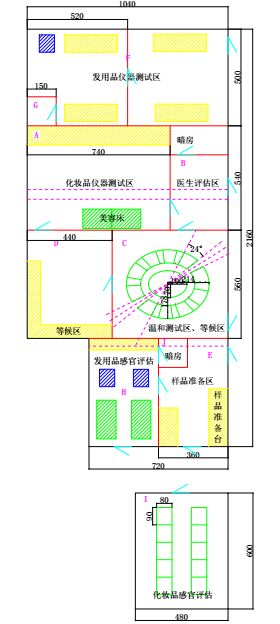 1040
520
F
发用品仪器测试区
500
150
G
A
暗房
740
B
化妆品仪器测试区
医生评估区
540
2160
美容床
440
D
C
24°
214
560
温和测试区、等候区
等候区
I
发用品感官评估
暗房
E
样品准备区
H
样品准备台
360
720
I
80
90
600
化妆品感官评估
480